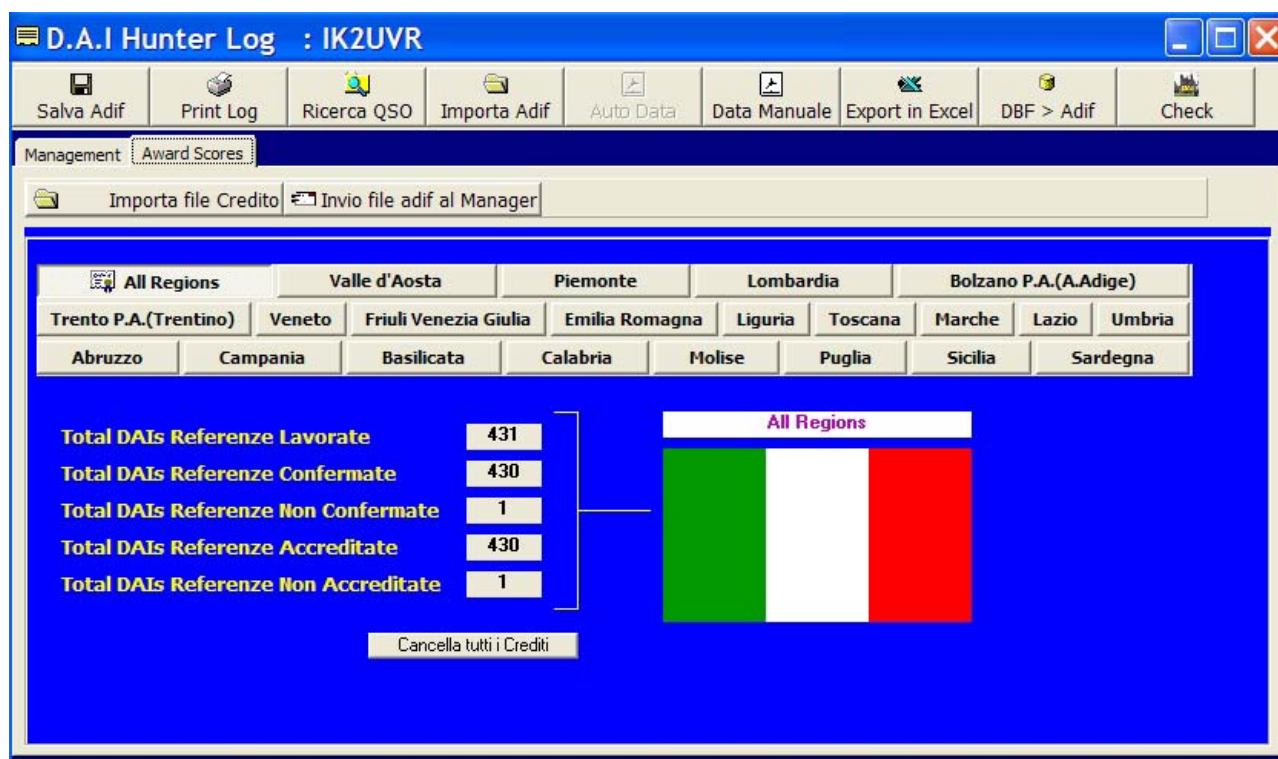 D.A.I Hunter Log : IK2UVR
Salva Adif Print Log Ricerca QSO Importa Adif Auto Data Data Manuale Export in Excel DBF > Adif Check
Management Award Scores
Importa file Credito Invio file adif al Manager
All Regions Valle d'Aosta Piemonte Lombardia Bolzano P.A.(A.Adige)
Trento P.A.(Trentino) Veneto Friuli Venezia Giulia Emilia Romagna Liguria Toscana Marche Lazio Umbria
Abruzzo Campania Basilicata Calabria Molise Puglia Sicilia Sardegna
All Regions
Total DAIs Referenze Lavorate 431
Total DAIs Referenze Confermate 430
Total DAIs Referenze Non Confermate 1
Total DAIs Referenze Accreditate 430
Total DAIs Referenze Non Accreditate 1
Cancella tutti i Crediti